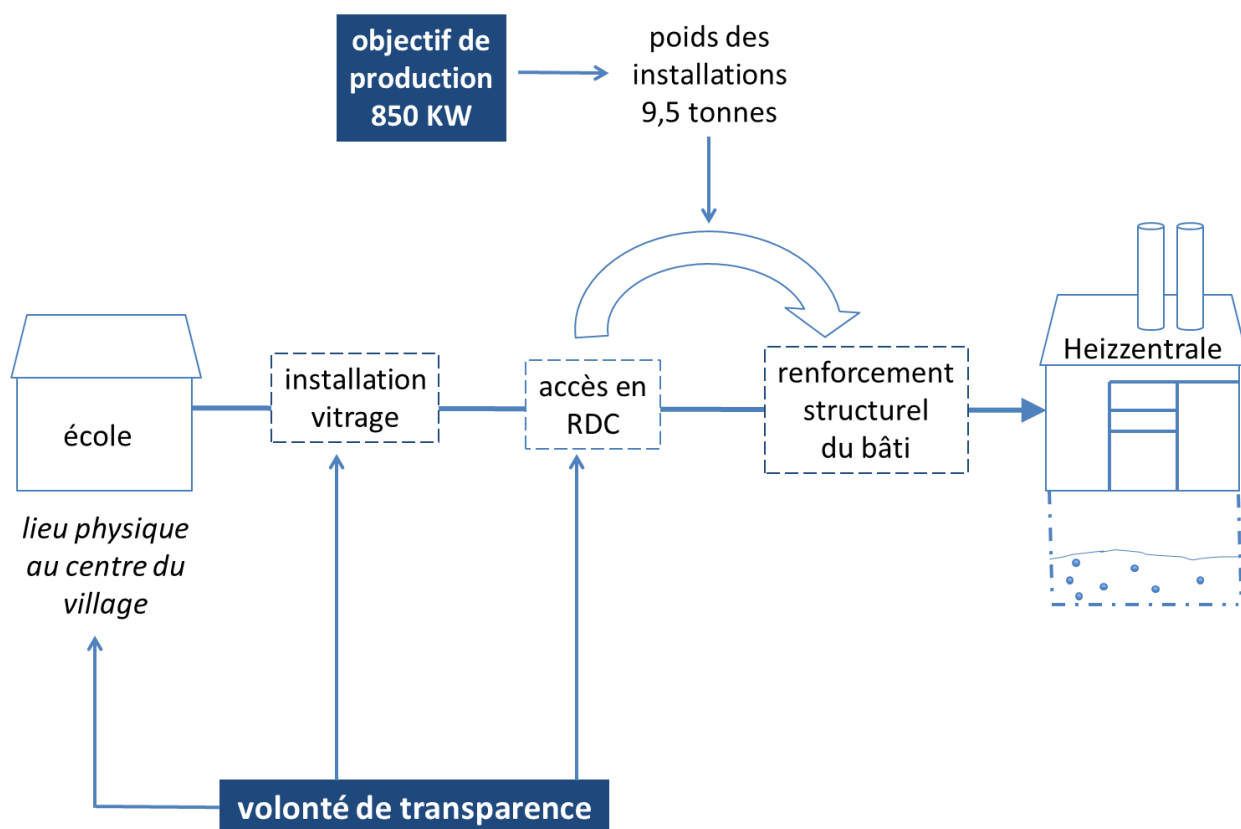 objectif de
production
850 KW
poids des
installations
9,5 tonnes
école
installation
vitrage
accès en
RDC
renforcement
structurel
du bâti
Heizzentrale
lieu physique
au centre du
village
volonté de transparence